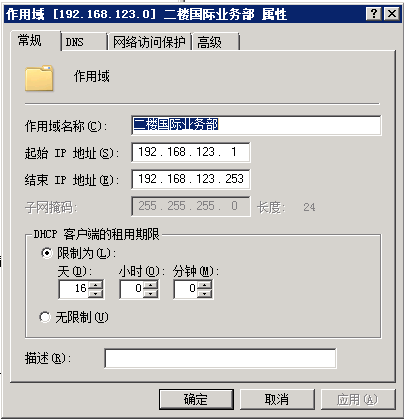 作用域 [192.168.123.0] 二楼国际业务部 属性
常规 DNS 网络访问保护 高级
作用域
作用域名称(C): 二楼国际业务部
起始 IP 地址(S): 192.168.123. 1
结束 IP 地址(E): 192.168.123.253
子网掩码: 255.255.255. 0 长度: 24
DHCP 客户端的租用期限
限制为(L):
天(D): 小时(O): 分钟(M):
16 0 0
无限制(U)
描述(R):
确定 取消 应用(A)